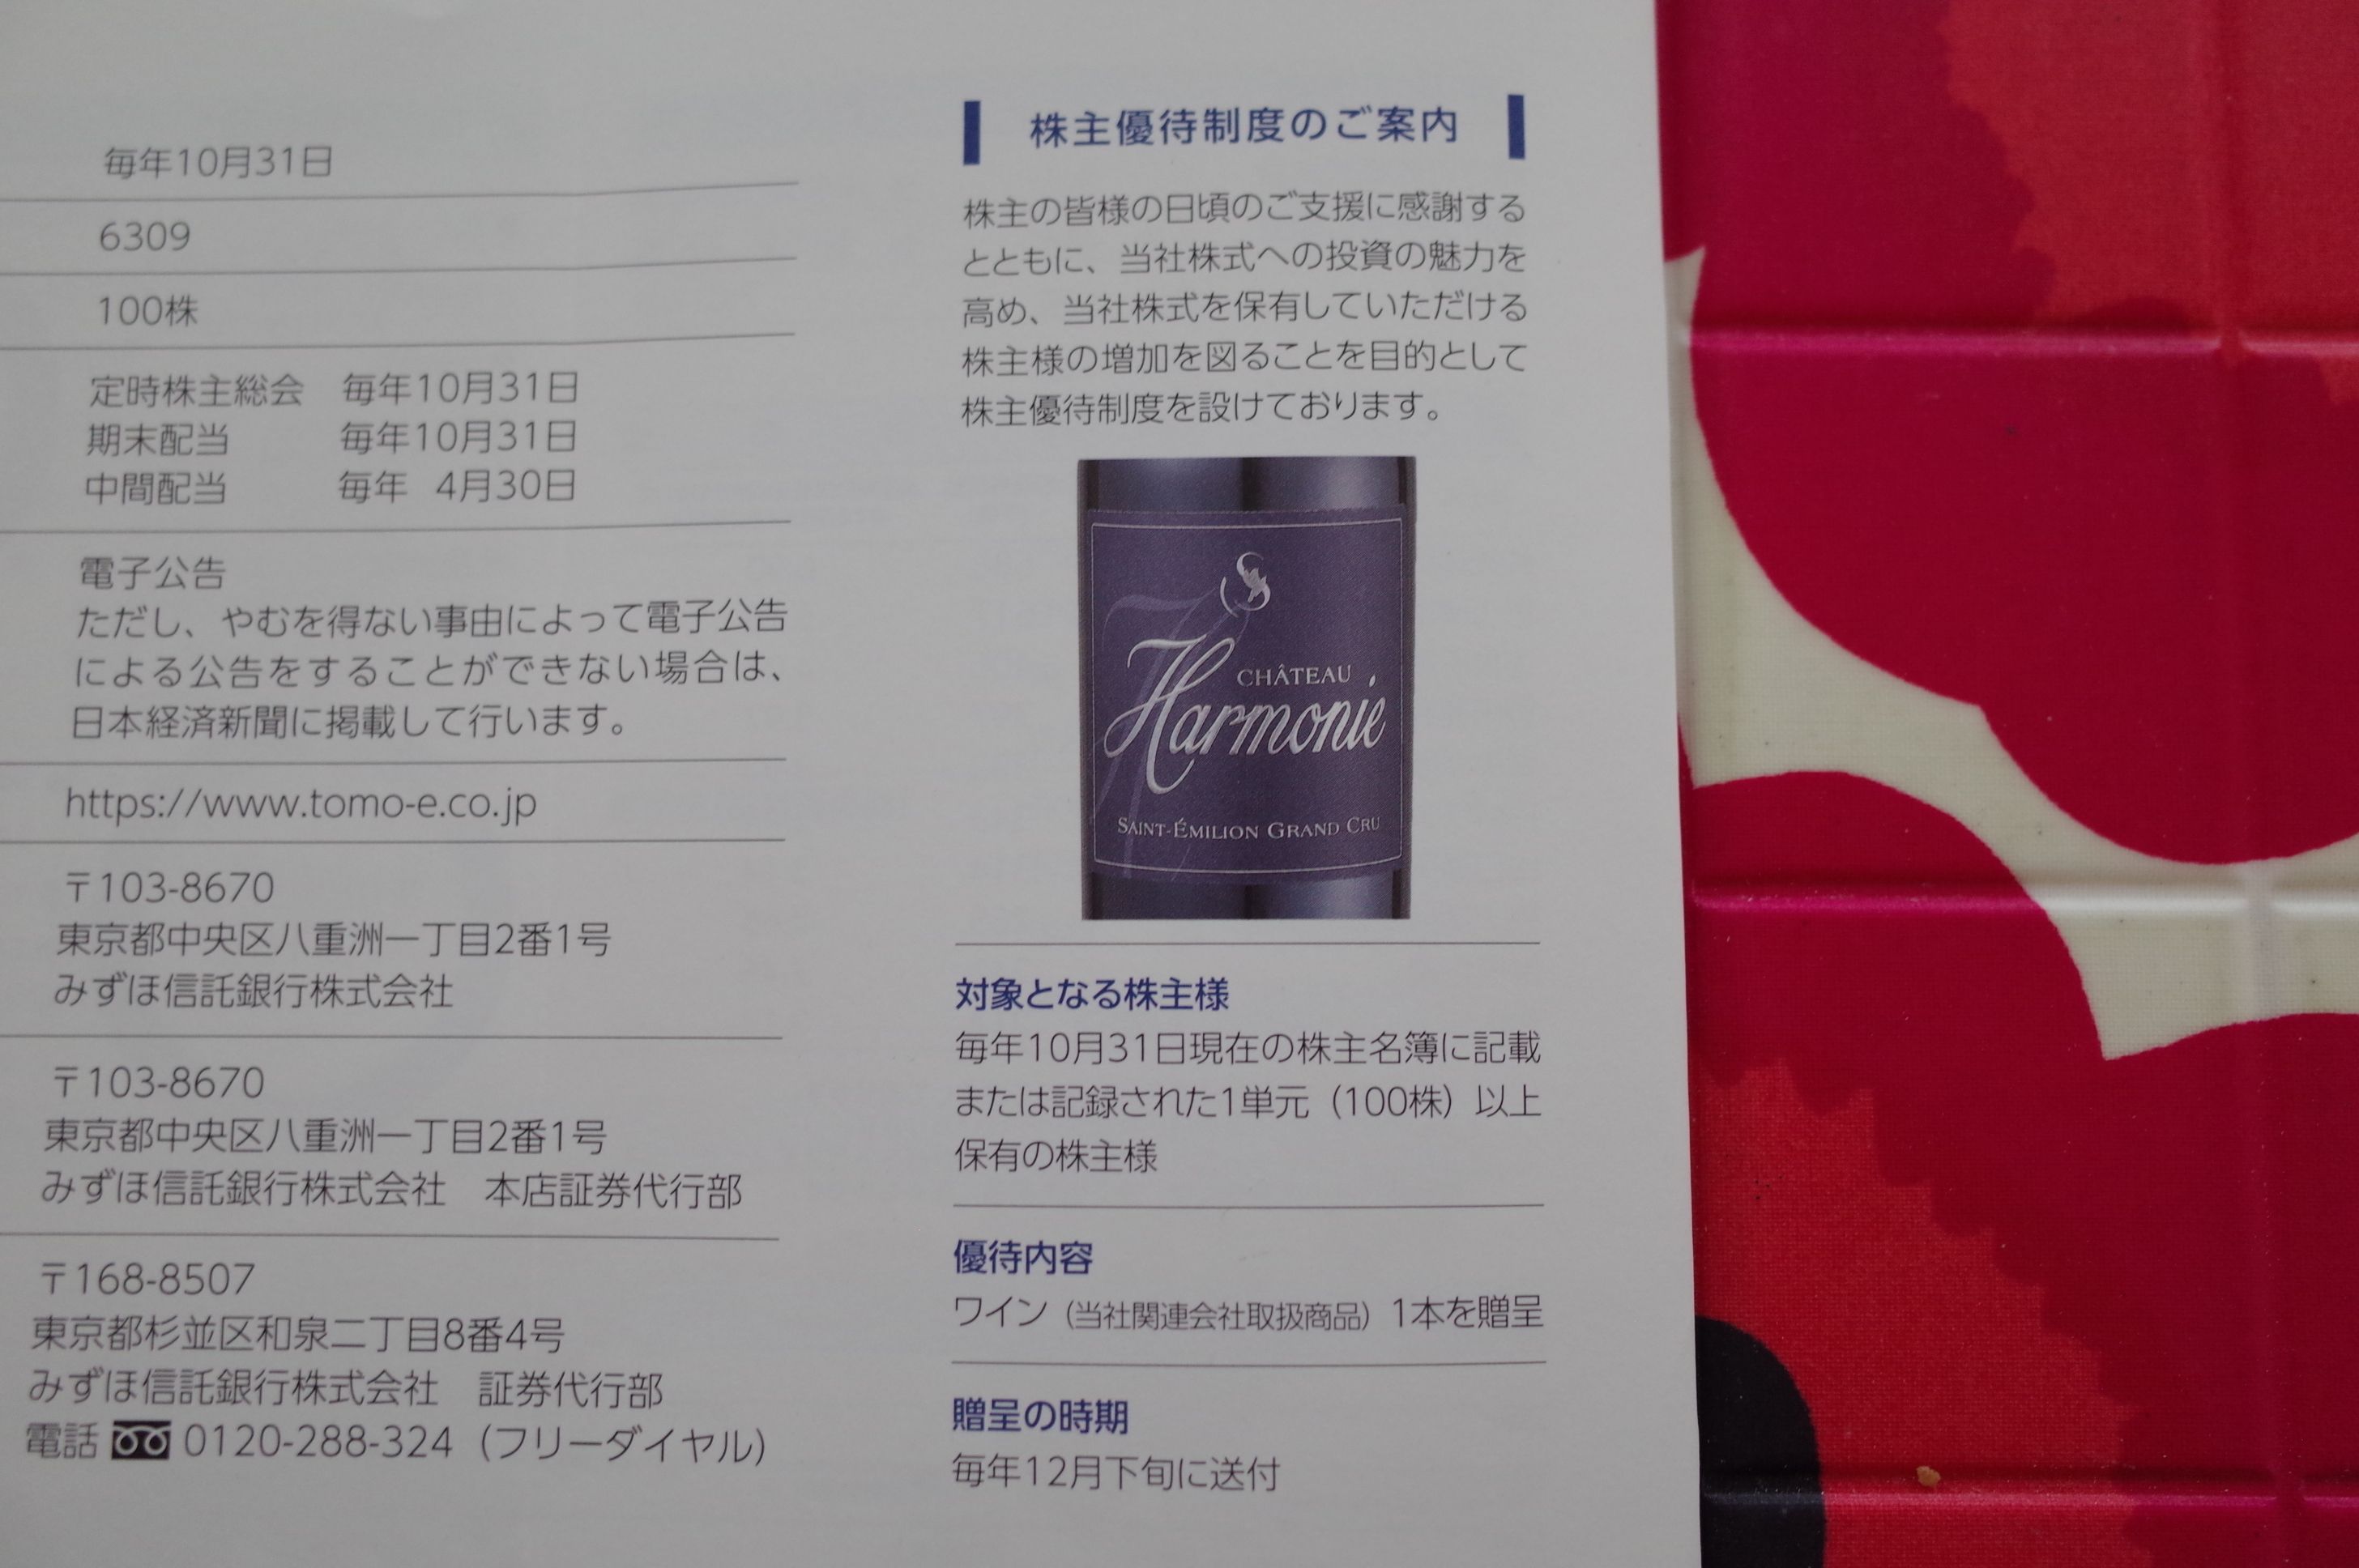 毎年10月31日
6309
100株
定時株主総会 毎年10月31日
期末配当 毎年10月31日
中間配当 毎年 4月30日
電子公告
ただし、やむを得ない事由によって電子公告
による公告をすることができない場合は、
日本経済新聞に掲載して行います。
https://www.tomo-e.co.jp
〒103-8670
東京都中央区八重洲一丁目2番1号
みずほ信託銀行株式会社
〒103-8670
東京都中央区八重洲一丁目2番1号
みずほ信託銀行株式会社 本店証券代行部
〒168-8507
東京都杉並区和泉二丁目8番4号
みずほ信託銀行株式会社 証券代行部
電話 0120-288-324（フリーダイヤル）
株主優待制度のご案内
株主の皆様の日頃のご支援に感謝する
とともに、当社株式への投資の魅力を
高め、当社株式を保有していただける
株主様の増加を図ることを目的として
株主優待制度を設けております。
CHÂTEAU
Harmonie
SAINT-ÉMILION GRAND CRU
対象となる株主様
毎年10月31日現在の株主名簿に記載
または記録された1単元（100株）以上
保有の株主様
優待内容
ワイン（当社関連会社取扱商品）1本を贈呈
贈呈の時期
毎年12月下旬に送付